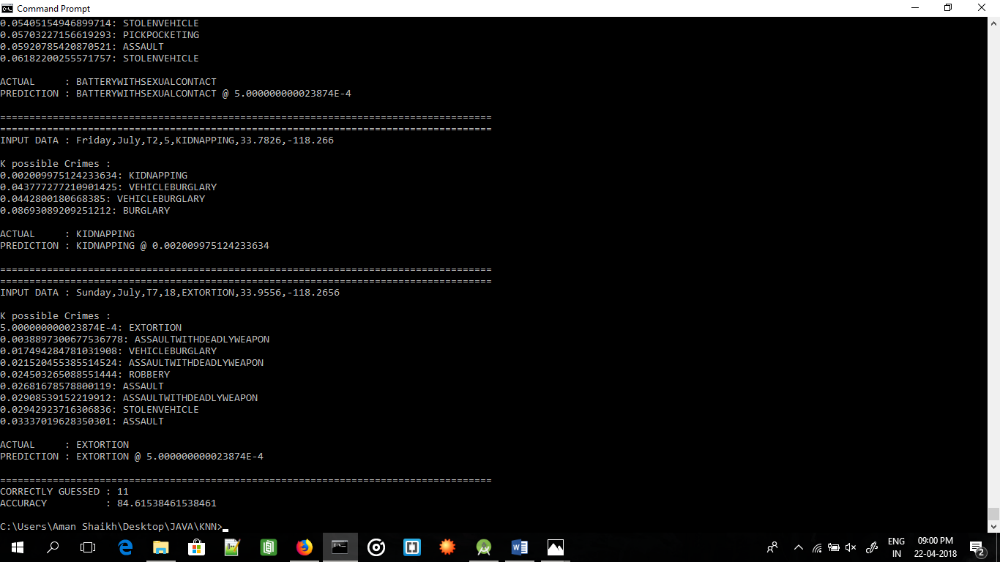 Command Prompt
0.05405154946899714: STOLENVEHICLE
0.05703227156619293: PICKPOCKETING
0.05920785420870521: ASSAULT
0.06182200255571757: STOLENVEHICLE
ACTUAL     : BATTERYWITHSEXUALCONTACT
PREDICTION : BATTERYWITHSEXUALCONTACT @ 5.000000000023874E-4
====================================================================================
====================================================================================
INPUT DATA : Friday,July,T2,5,KIDNAPPING,33.7826,-118.266
K possible Crimes :
0.002009975124233634: KIDNAPPING
0.043777277210901425: VEHICLEBURGLARY
0.0442800180668385: VEHICLEBURGLARY
0.08693089209251212: BURGLARY
ACTUAL     : KIDNAPPING
PREDICTION : KIDNAPPING @ 0.002009975124233634
====================================================================================
====================================================================================
INPUT DATA : Sunday,July,T7,18,EXTORTION,33.9556,-118.2656
K possible Crimes :
5.000000000023874E-4: EXTORTION
0.0038897300677536778: ASSAULTWITHDEADLYWEAPON
0.017494284781031908: VEHICLEBURGLARY
0.021520455385514524: ASSAULTWITHDEADLYWEAPON
0.024503265088551444: ROBBERY
0.02681678578800119: ASSAULT
0.02908539152219912: ASSAULTWITHDEADLYWEAPON
0.02942923716306836: STOLENVEHICLE
0.03337019628350301: ASSAULT
ACTUAL     : EXTORTION
PREDICTION : EXTORTION @ 5.000000000023874E-4
====================================================================================
CORRECTLY GUESSED : 11
ACCURACY          : 84.61538461538461
C:\Users\Aman Shaikh\Desktop\JAVA\KNN>
ENG
IN
09:00 PM
22-04-2018
2